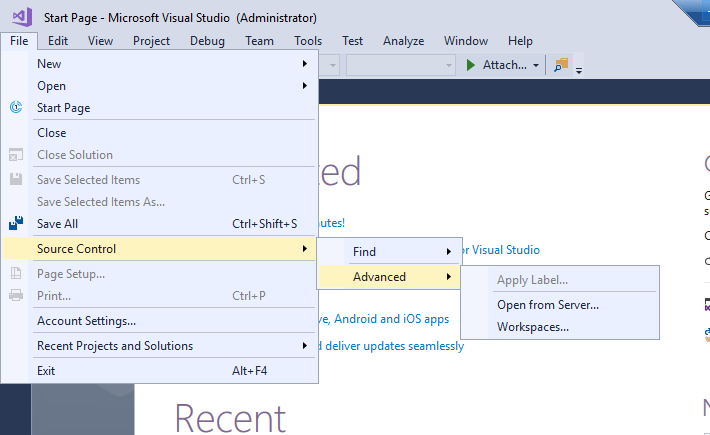 Start Page - Microsoft Visual Studio (Administrator)
File Edit View Project Debug Team Tools Test Analyze Window Help
Attach...
New
Open
Start Page
Close
Close Solution
Save Selected Items Ctrl+S
Save Selected Items As...
Save All Ctrl+Shift+S
Source Control
Page Setup...
Print... Ctrl+P
Account Settings...
Recent Projects and Solutions
Exit Alt+F4
Find
Advanced
Apply Label...
Open from Server...
Workspaces...
ted
nutes!
or Visual Studio
ve, Android and iOS apps
d deliver updates seamlessly
Recent